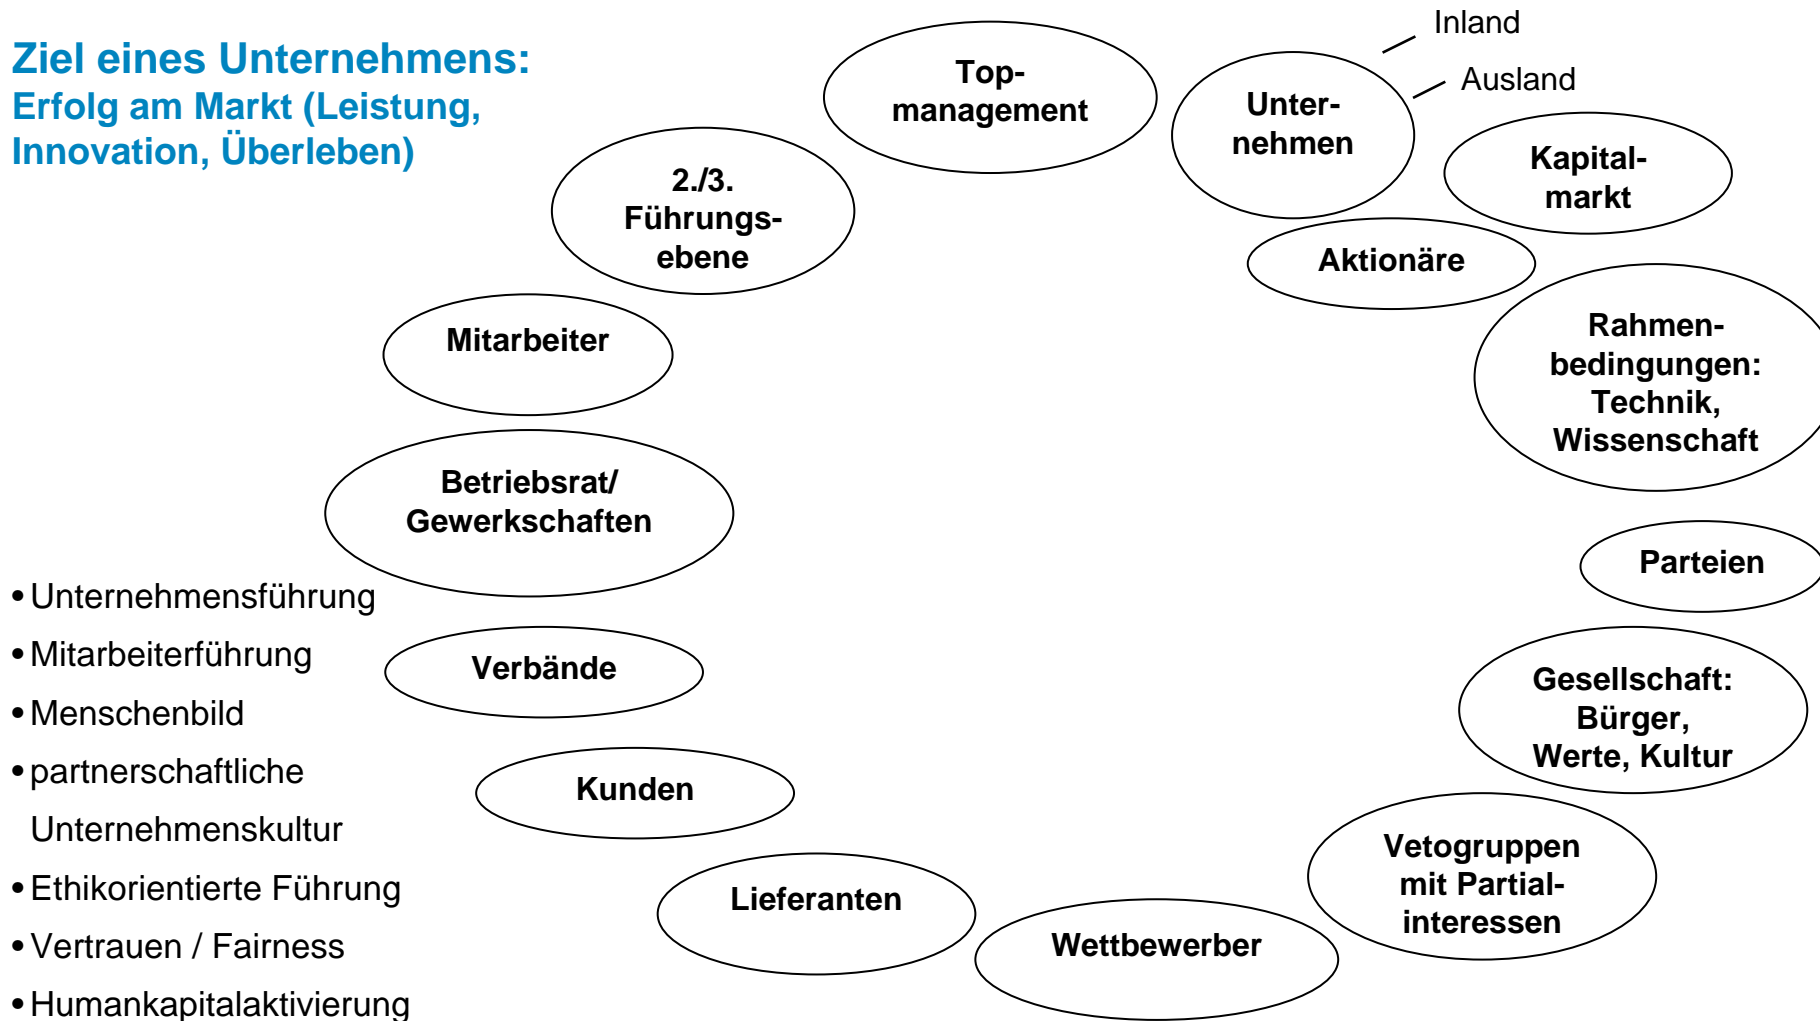 Ziel eines Unternehmens:
Erfolg am Markt (Leistung,
Innovation, Überleben)
Top-
management
Unter-
nehmen
Inland
Ausland
Kapital-
markt
Aktionäre
2./3.
Führungs-
ebene
Rahmen-
bedingungen:
Technik,
Wissenschaft
Mitarbeiter
Betriebsrat/
Gewerkschaften
Parteien
Verbände
Gesellschaft:
Bürger,
Werte, Kultur
Kunden
Vetogruppen
mit Partial-
interessen
Lieferanten
Wettbewerber
• Unternehmensführung
• Mitarbeiterführung
• Menschenbild
• partnerschaftliche
Unternehmenskultur
• Ethikorientierte Führung
• Vertrauen / Fairness
• Humankapitalaktivierung